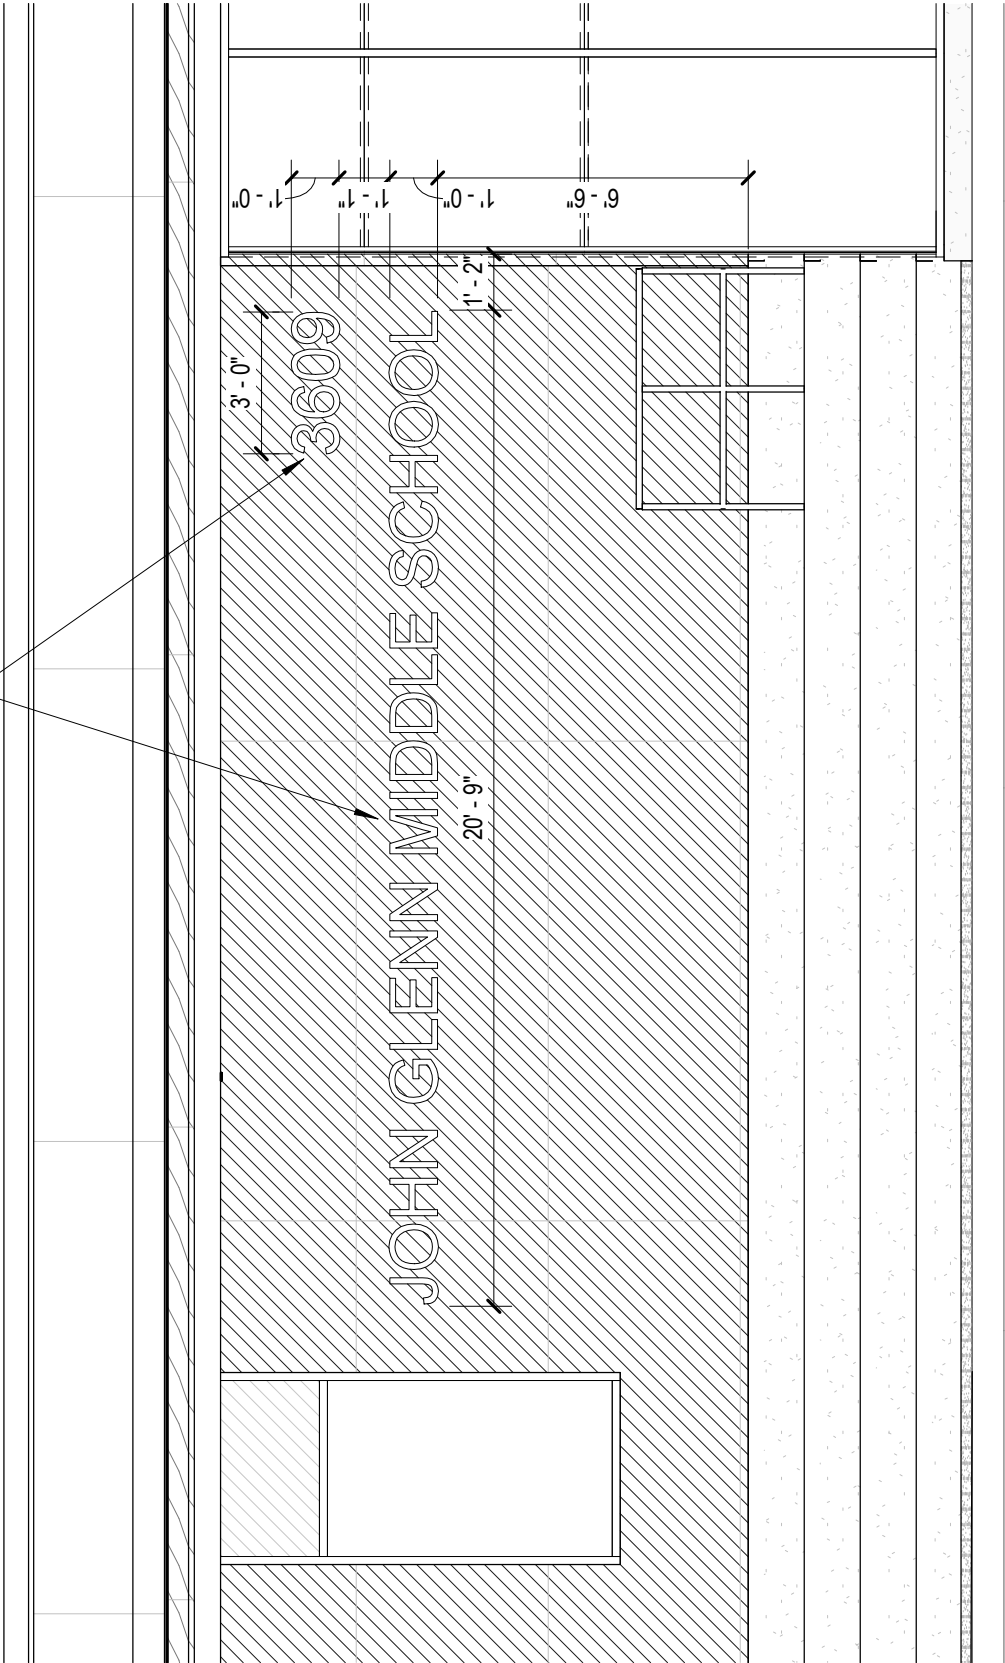 3' - 0"
3609
JOHN GLENN MIDDLE SCHOOL
20' - 9"
1' - 2"
1' - 0"
1' - 1"
1' - 0"
6' - 6"